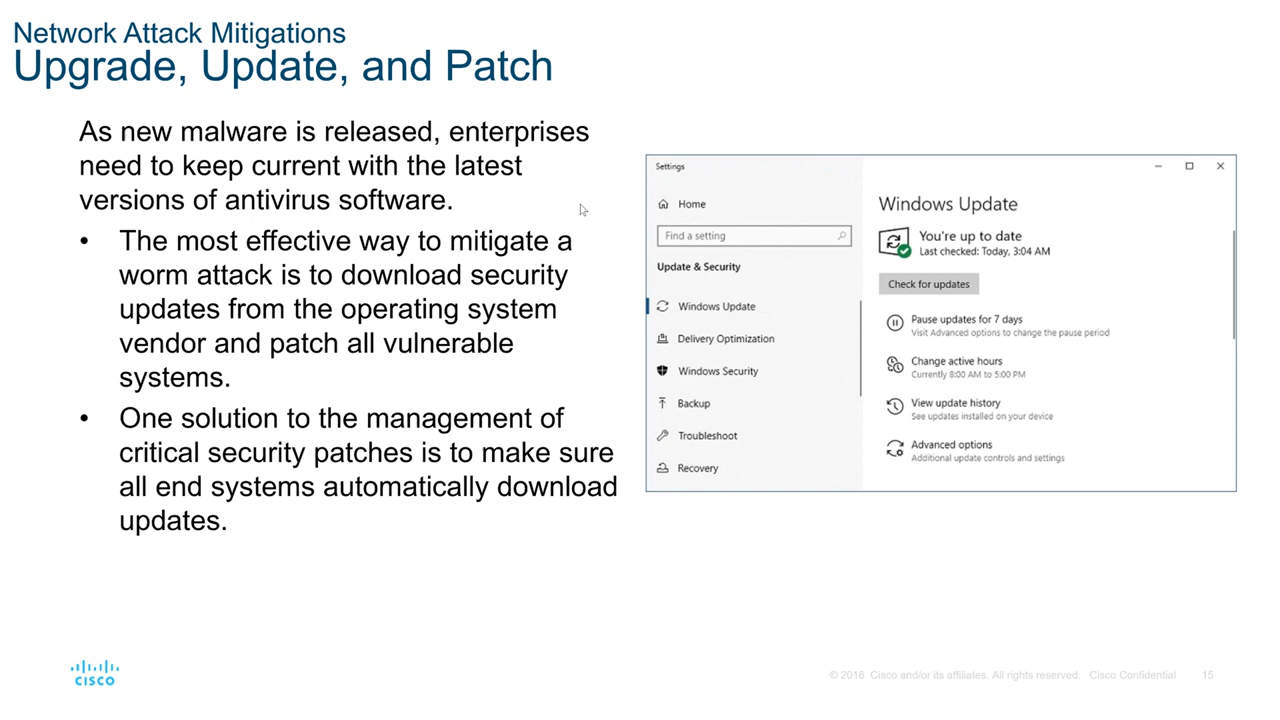 Network Attack Mitigations
Upgrade, Update, and Patch
As new malware is released, enterprises
need to keep current with the latest
versions of antivirus software.
• The most effective way to mitigate a
worm attack is to download security
updates from the operating system
vendor and patch all vulnerable
systems.
• One solution to the management of
critical security patches is to make sure
all end systems automatically download
updates.
Settings
Home
Find a setting
Update & Security
Windows Update
Delivery Optimization
Windows Security
Backup
Troubleshoot
Recovery
Windows Update
You're up to date
Last checked: Today, 3:04 AM
Check for updates
Pause updates for 7 days
Visit Advanced options to change the pause period
Change active hours
Currently 8:00 AM to 5:00 PM
View update history
See updates installed on your device
Advanced options
Additional update controls and settings
CISCO
© 2016 Cisco and/or its affiliates. All rights reserved. Cisco Confidential 15